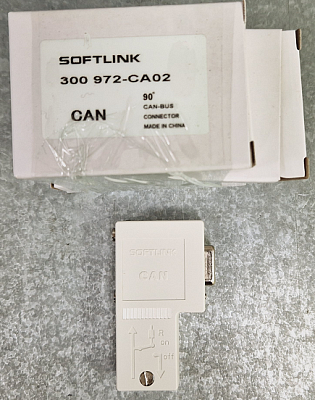 SOFTLINK
300 972-CA02
90°
CAN
CAN-BUS
CONNECTOR
MADE IN CHINA
SOFTLINK
CAN
R
on
off